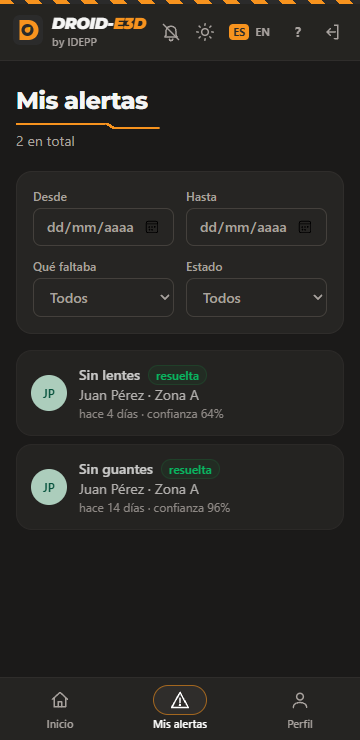 DROID-E3D
by IDEPP
ES EN ?
Mis alertas
2 en total
Desde Hasta
dd/mm/aaaa dd/mm/aaaa
Qué faltaba Estado
Todos Todos
JP
Sin lentes resuelta
Juan Pérez · Zona A
hace 4 días · confianza 64%
JP
Sin guantes resuelta
Juan Pérez · Zona A
hace 14 días · confianza 96%
Inicio Mis alertas Perfil